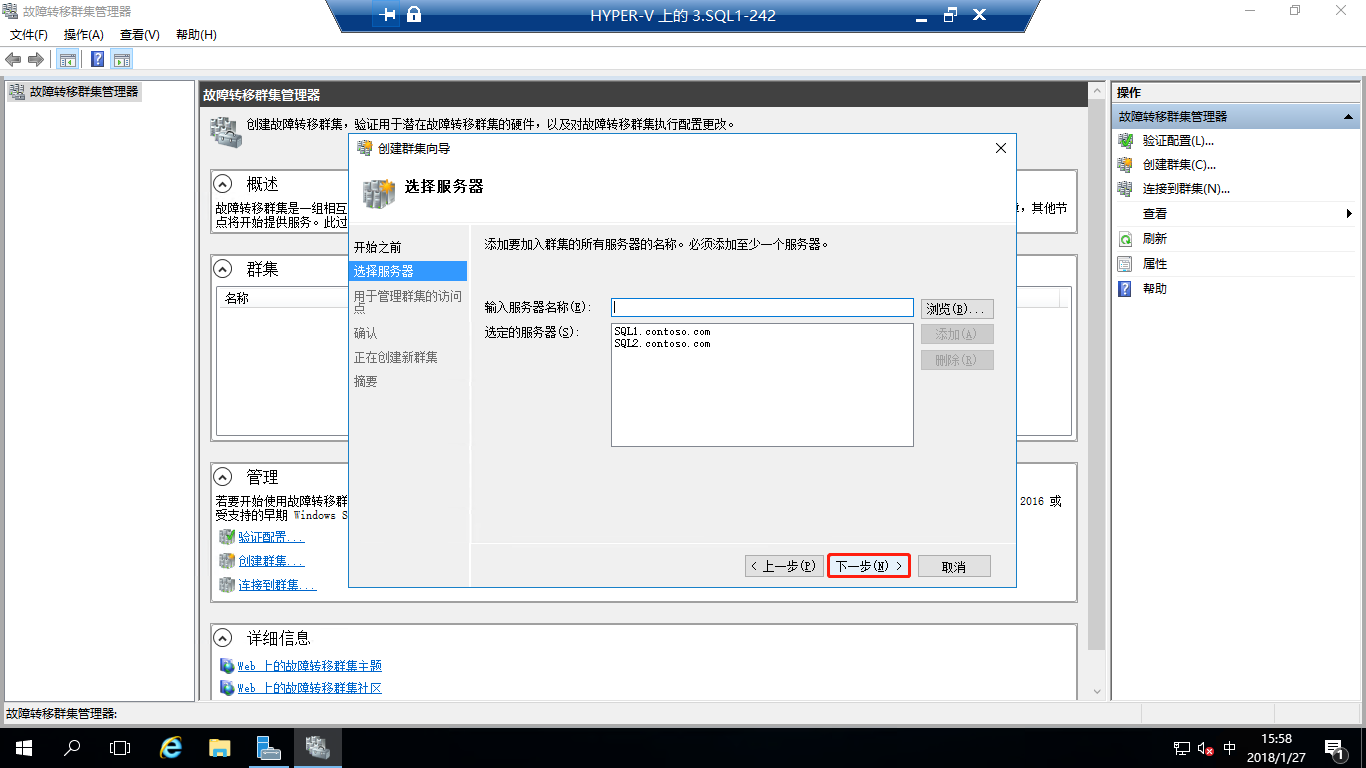 故障转移群集管理器
HYPER-V 上的 3.SQL1-242
文件(F) 操作(A) 查看(V) 帮助(H)
故障转移群集管理器
故障转移群集管理器
创建故障转移群集，验证用于潜在故障转移群集的硬件，以及对故障转移群集执行配置更改。
概述
故障转移群集是一组相互
，其他节
点将开始提供服务。此过
群集
名称
管理
若要开始使用故障转移群
2016 或
受支持的早期 Windows S
验证配置...
创建群集...
连接到群集...
详细信息
Web 上的故障转移群集主题
Web 上的故障转移群集社区
创建群集向导
选择服务器
开始之前
选择服务器
用于管理群集的访问
点
确认
正在创建新群集
摘要
添加要加入群集的所有服务器的名称。必须添加至少一个服务器。
输入服务器名称(E):
浏览(B)...
选定的服务器(S):
SQL1.contoso.com
SQL2.contoso.com
添加(A)
删除(R)
< 上一步(P)
下一步(N) >
取消
操作
故障转移群集管理器
验证配置(L)...
创建群集(C)...
连接到群集(N)...
查看
刷新
属性
帮助
故障转移群集管理器:
中
15:58
2018/1/27
1